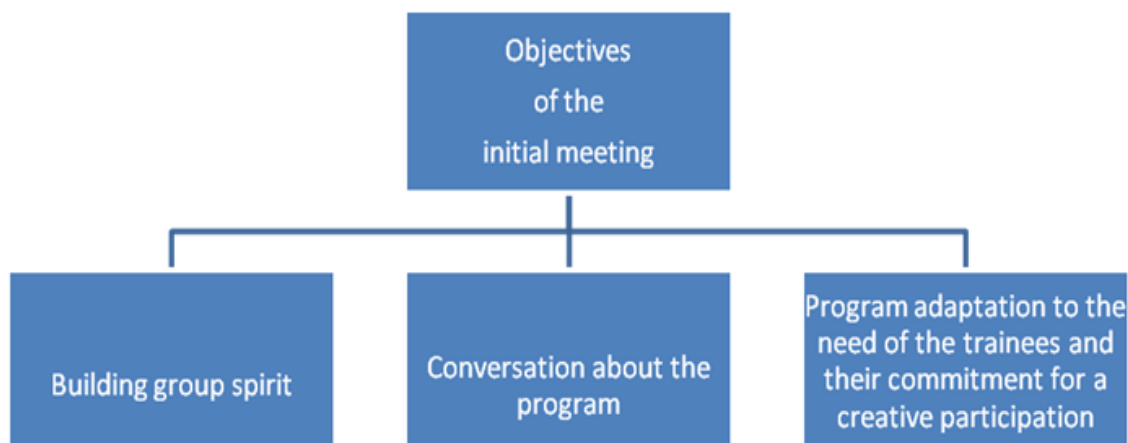 Objectives
of the
initial meeting
Building group spirit
Conversation about the
program
Program adaptation to the
need of the trainees and
their commitment for a
creative participation